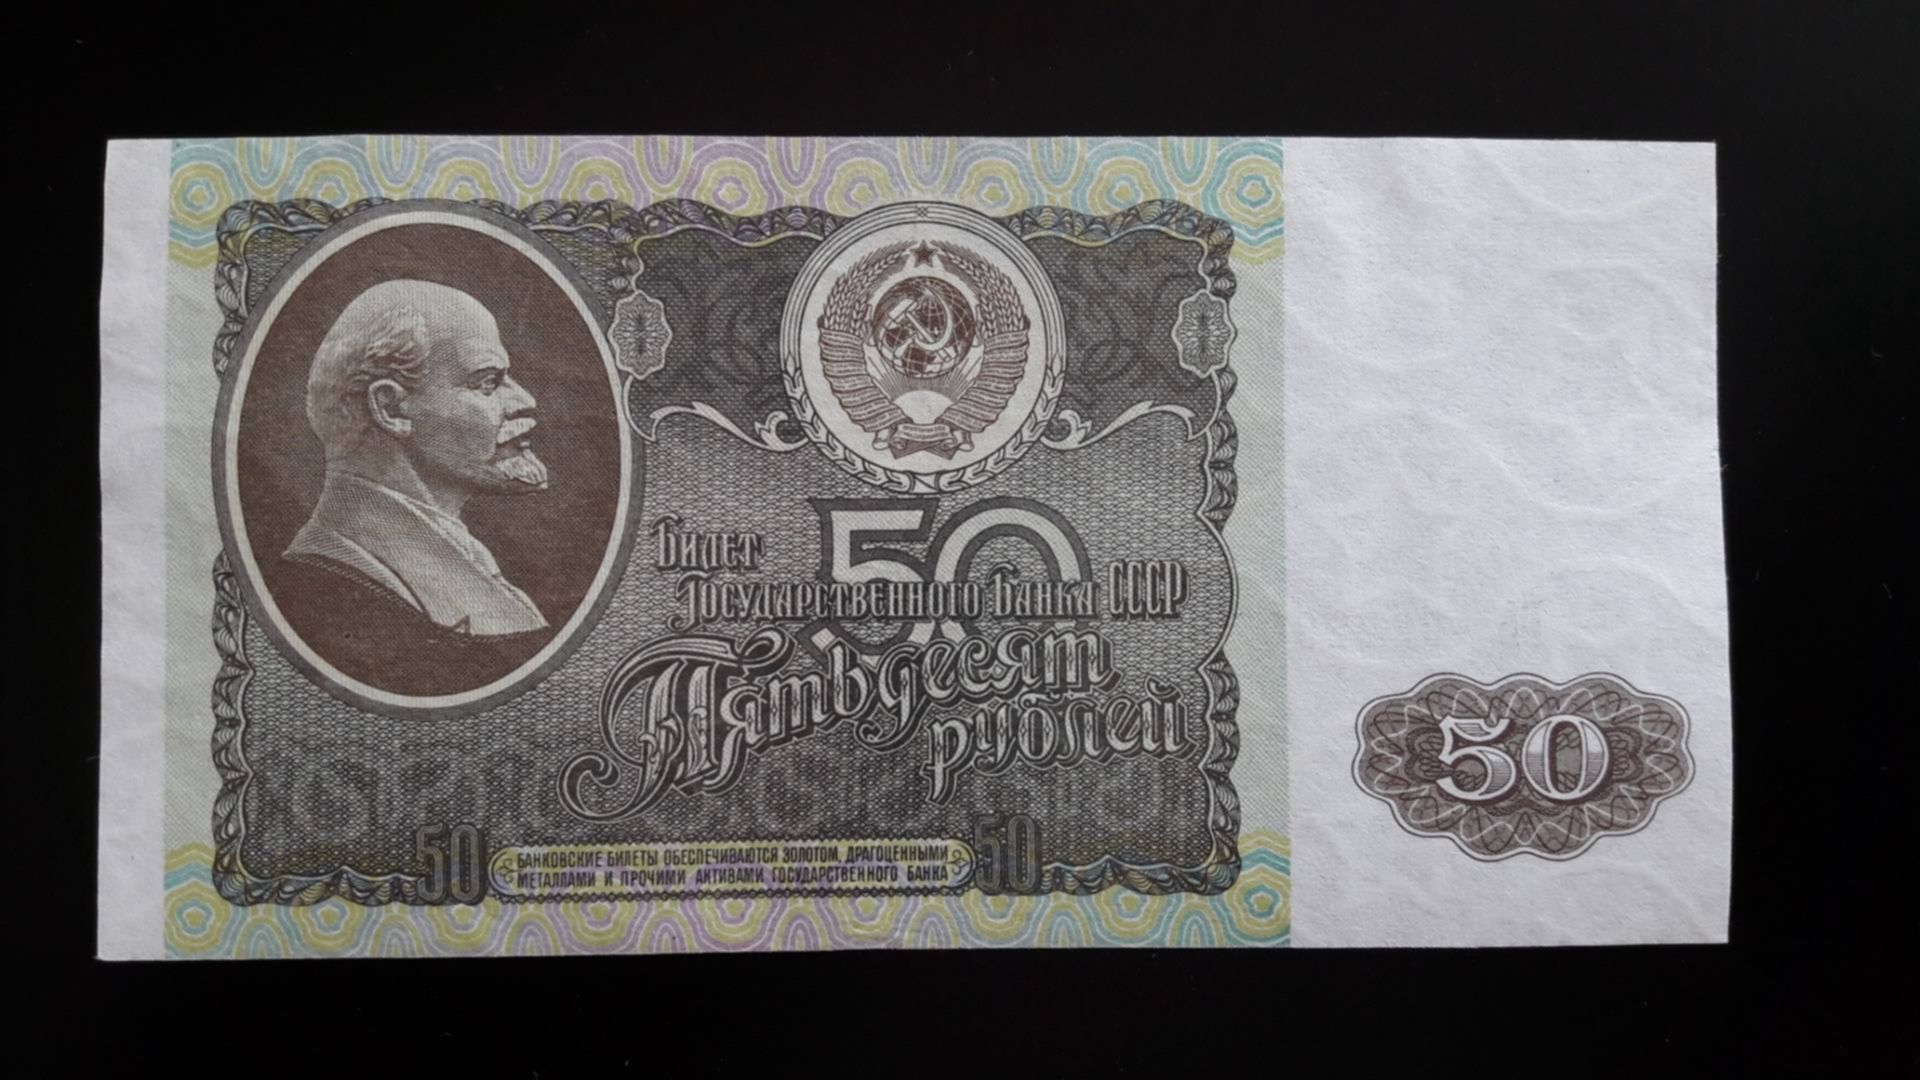 50
Билет
Государственного Банка СССР
Пятьдесят
рублей
50
50 БАНКОВСКИЕ БИЛЕТЫ ОБЕСПЕЧИВАЮТСЯ ЗОЛОТОМ, ДРАГОЦЕННЫМИ 50
МЕТАЛЛАМИ И ПРОЧИМИ АКТИВАМИ ГОСУДАРСТВЕННОГО БАНКА